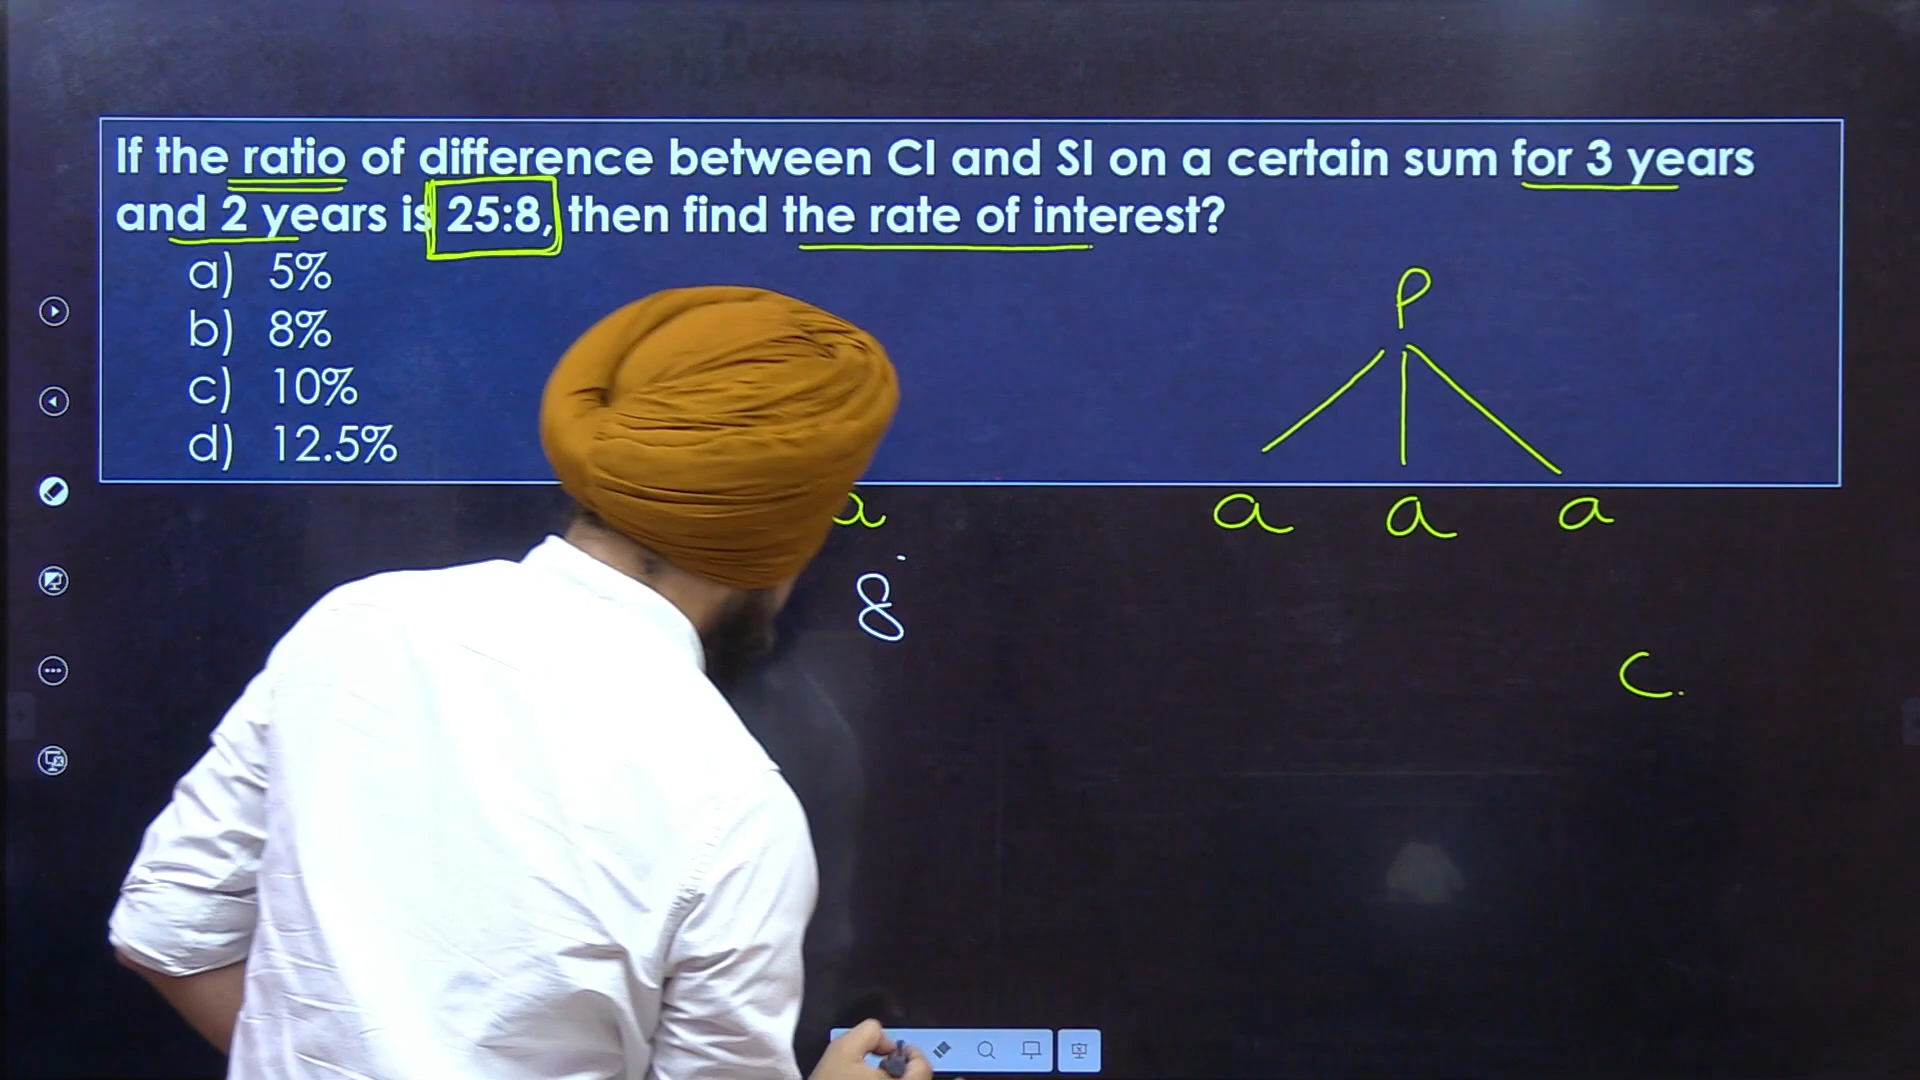 If the ratio of difference between CI and SI on a certain sum for 3 years
and 2 years is 25:8, then find the rate of interest?
a) 5%
b) 8%
c) 10%
d) 12.5%
P
a a a a
8
C